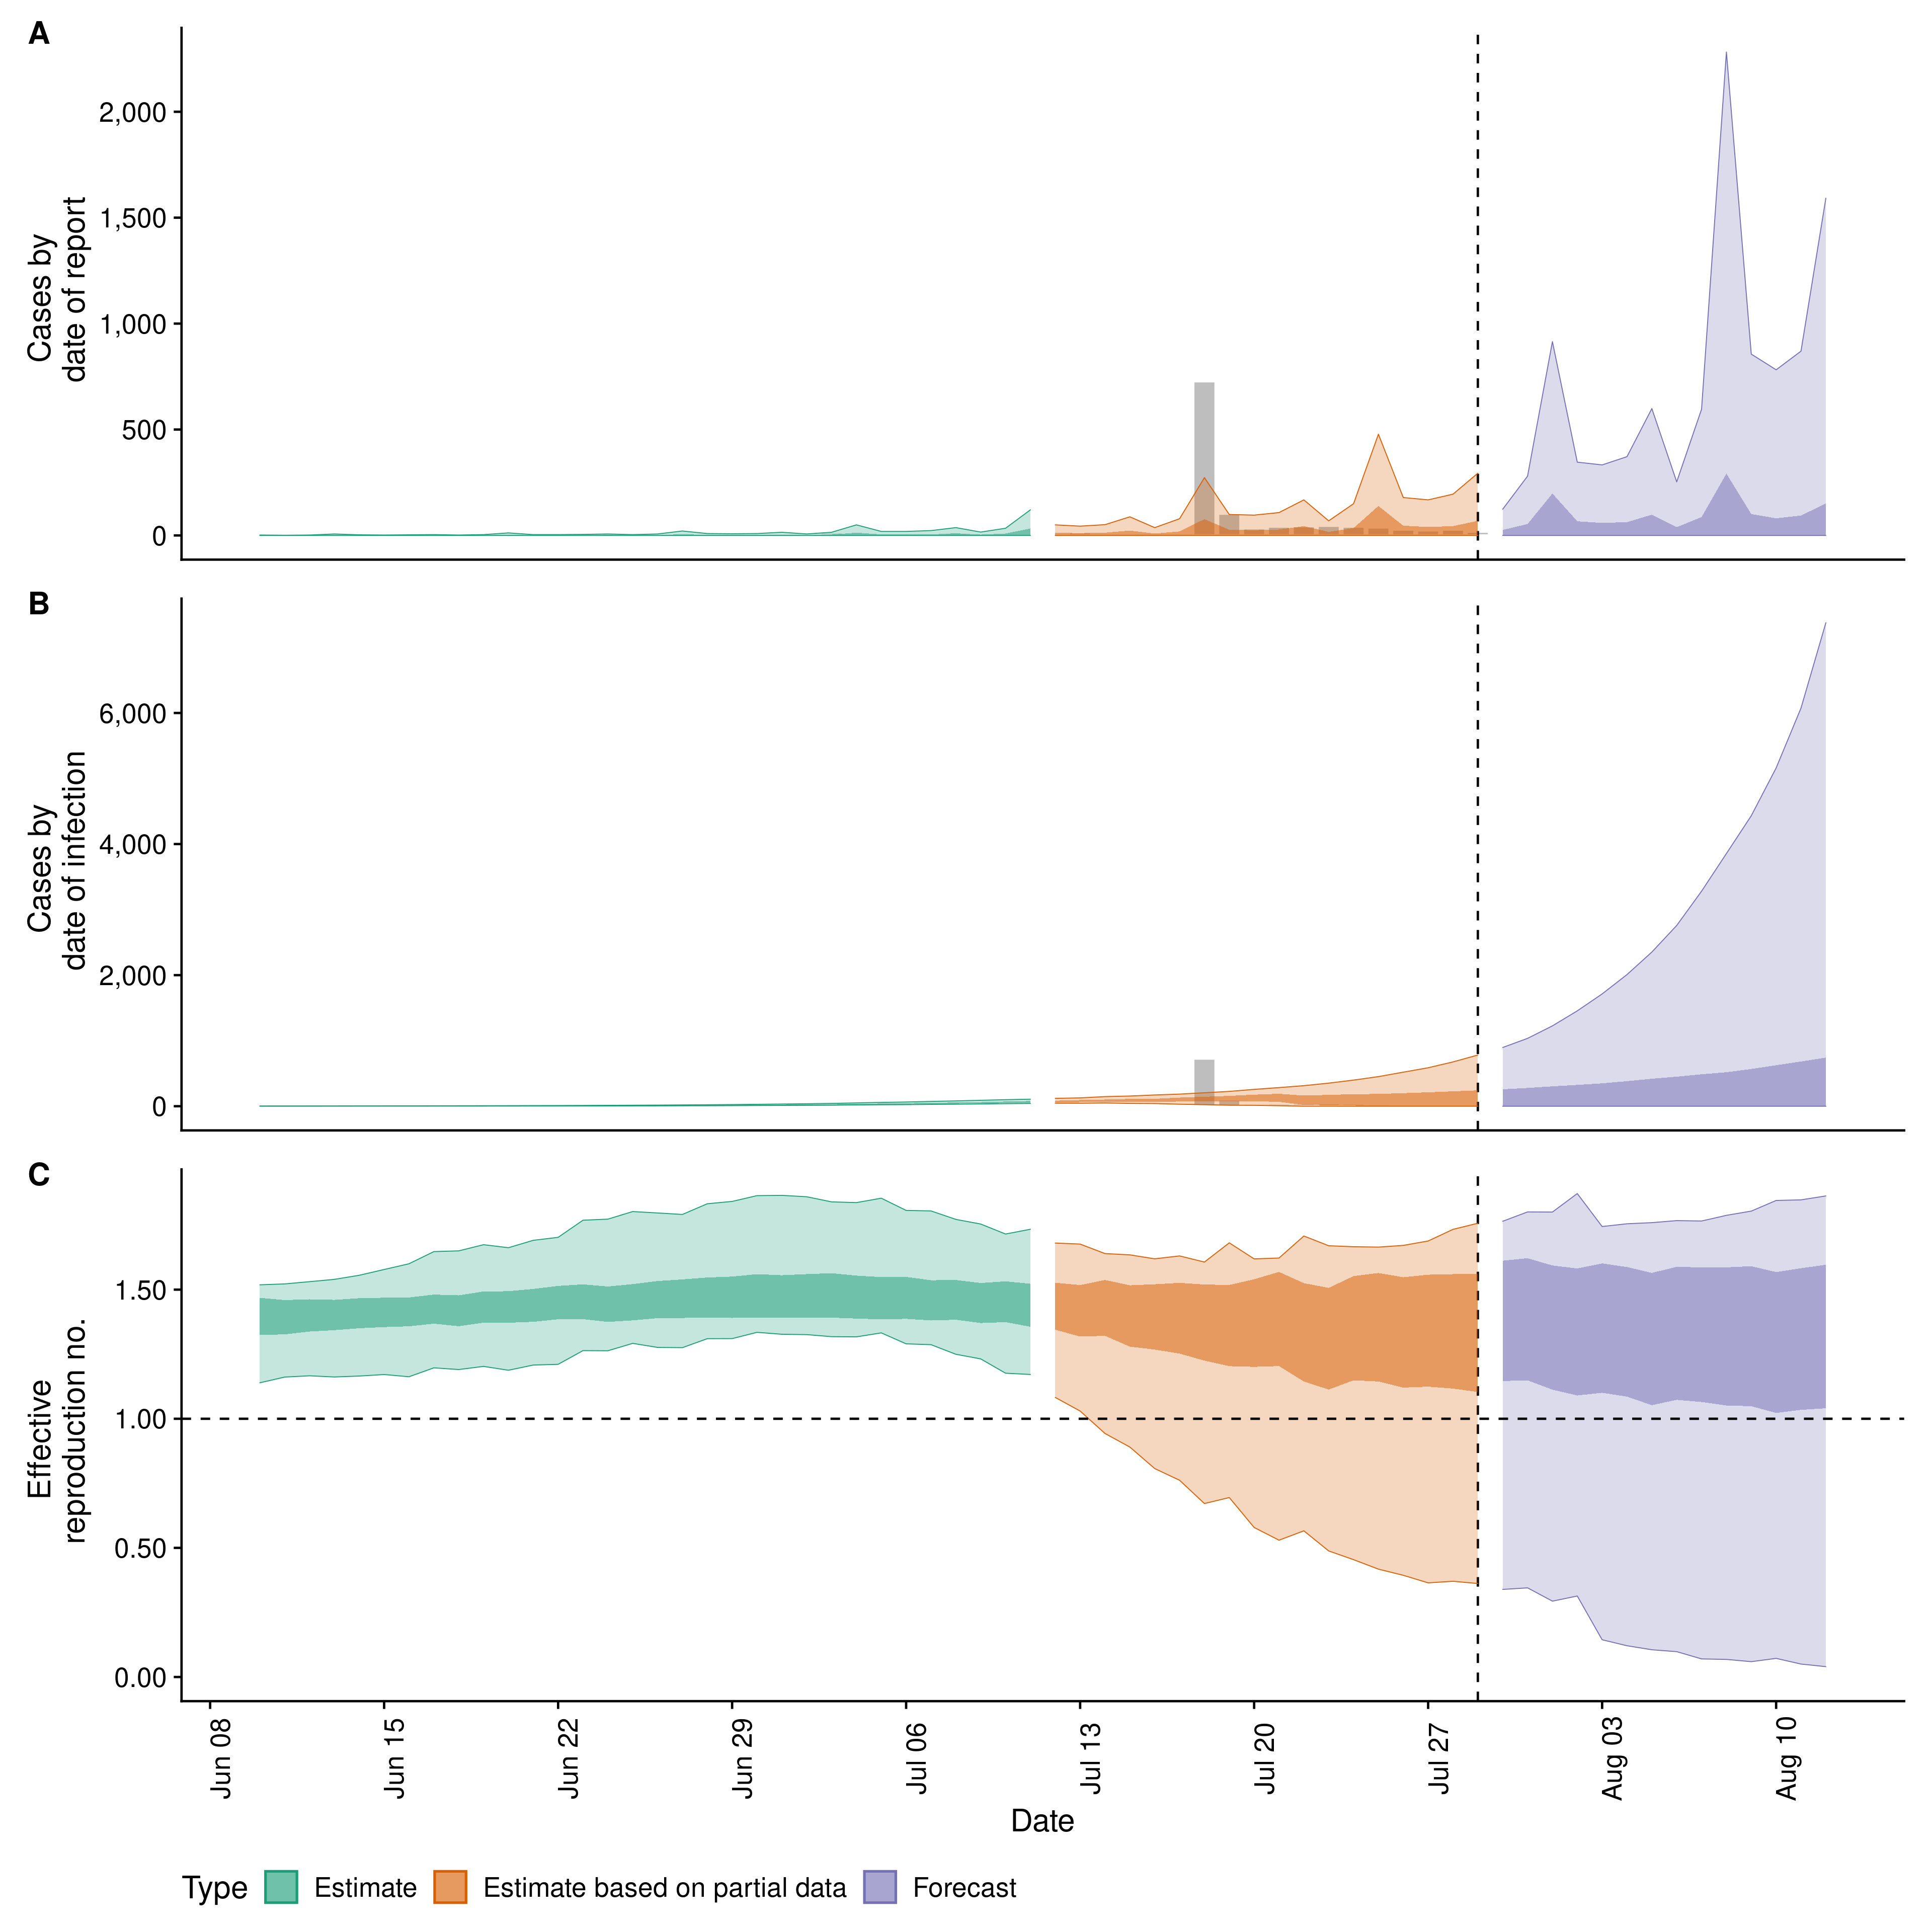 A
2,000
1,500
1,000
500
0
Cases by
date of report
B
6,000
4,000
2,000
0
Cases by
date of infection
C
1.50
1.00
0.50
0.00
Effective
reproduction no.
Jun 08
Jun 15
Jun 22
Jun 29
Jul 06
Jul 13
Jul 20
Jul 27
Aug 03
Aug 10
Date
Type Estimate Estimate based on partial data Forecast